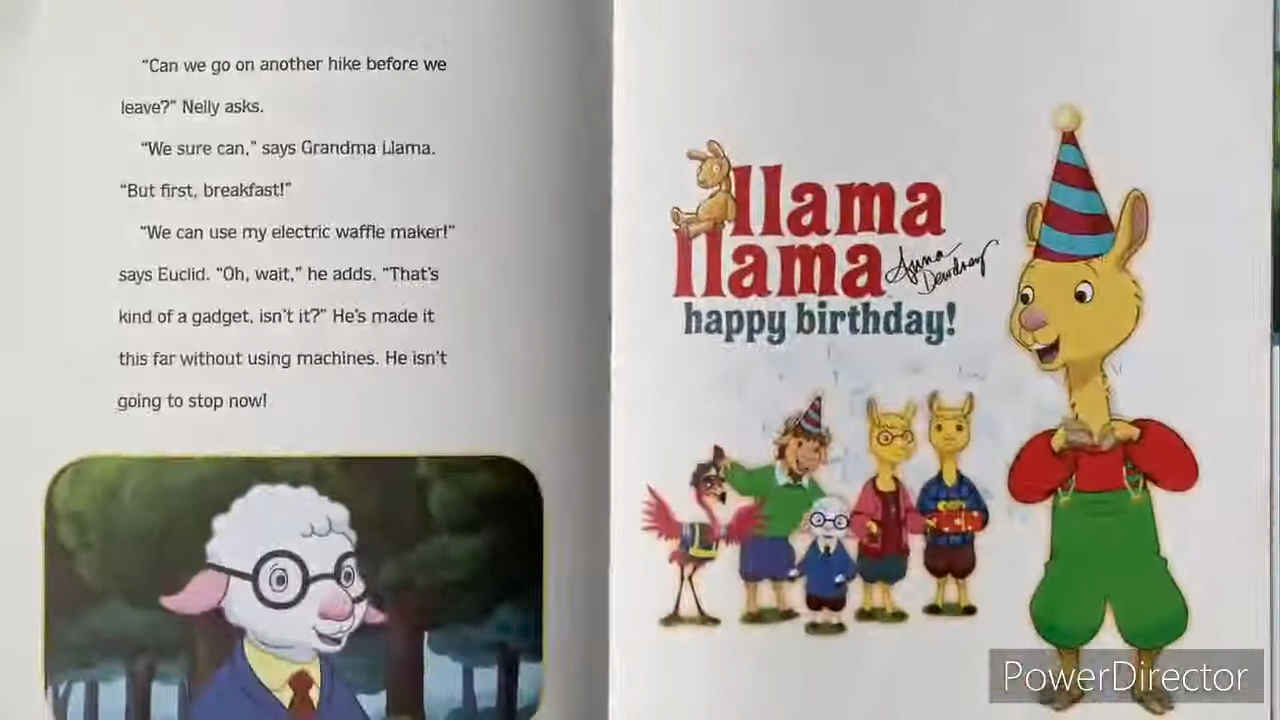 “Can we go on another hike before we
leave?” Nelly asks.
“We sure can,” says Grandma Llama.
“But first, breakfast!”
“We can use my electric waffle maker!”
says Euclid. “Oh, wait,” he adds. “That’s
kind of a gadget, isn’t it?” He’s made it
this far without using machines. He isn’t
going to stop now!
llama
llama
Anna
Dewdney
happy birthday!
PowerDirector